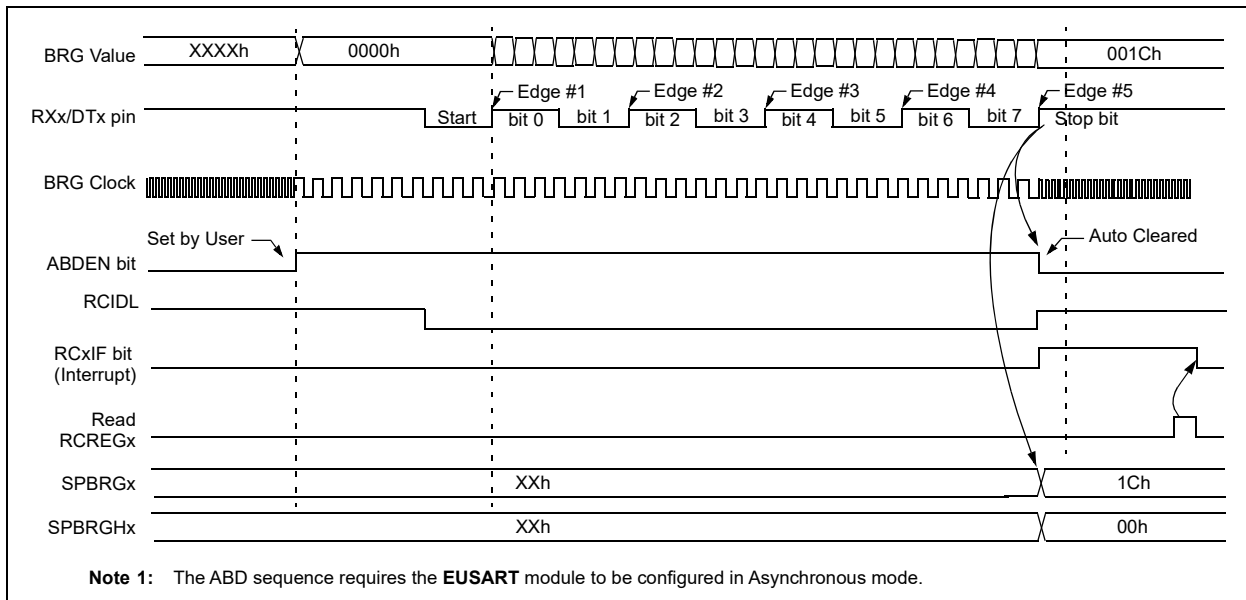 BRG Value XXXXh 0000h 001Ch
Edge #1 Edge #2 Edge #3 Edge #4 Edge #5
RXx/DTx pin Start bit 0 bit 1 bit 2 bit 3 bit 4 bit 5 bit 6 bit 7 Stop bit
BRG Clock
Set by User Auto Cleared
ABDEN bit
RCIDL
RCxIF bit
(Interrupt)
Read
RCREGx
SPBRGx XXh 1Ch
SPBRGHx XXh 00h
Note 1: The ABD sequence requires the EUSART module to be configured in Asynchronous mode.